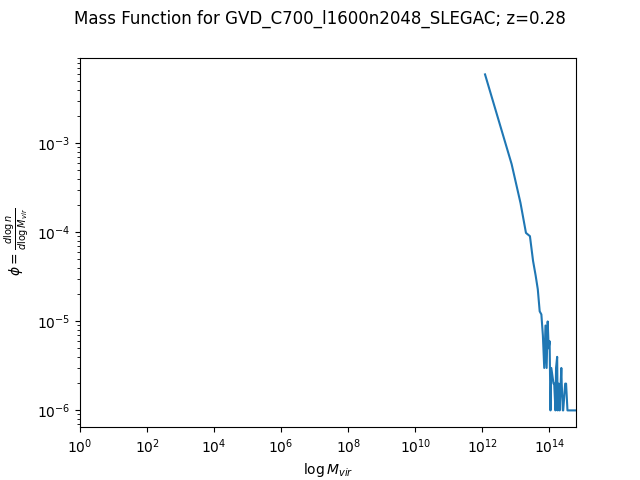 Mass Function for GVD_C700_l1600n2048_SLEGAC; z=0.28
10⁻³
10⁻⁴
10⁻⁵
10⁻⁶
ϕ = d log n / d log M_vir
10⁰ 10² 10⁴ 10⁶ 10⁸ 10¹⁰ 10¹² 10¹⁴
log M_vir